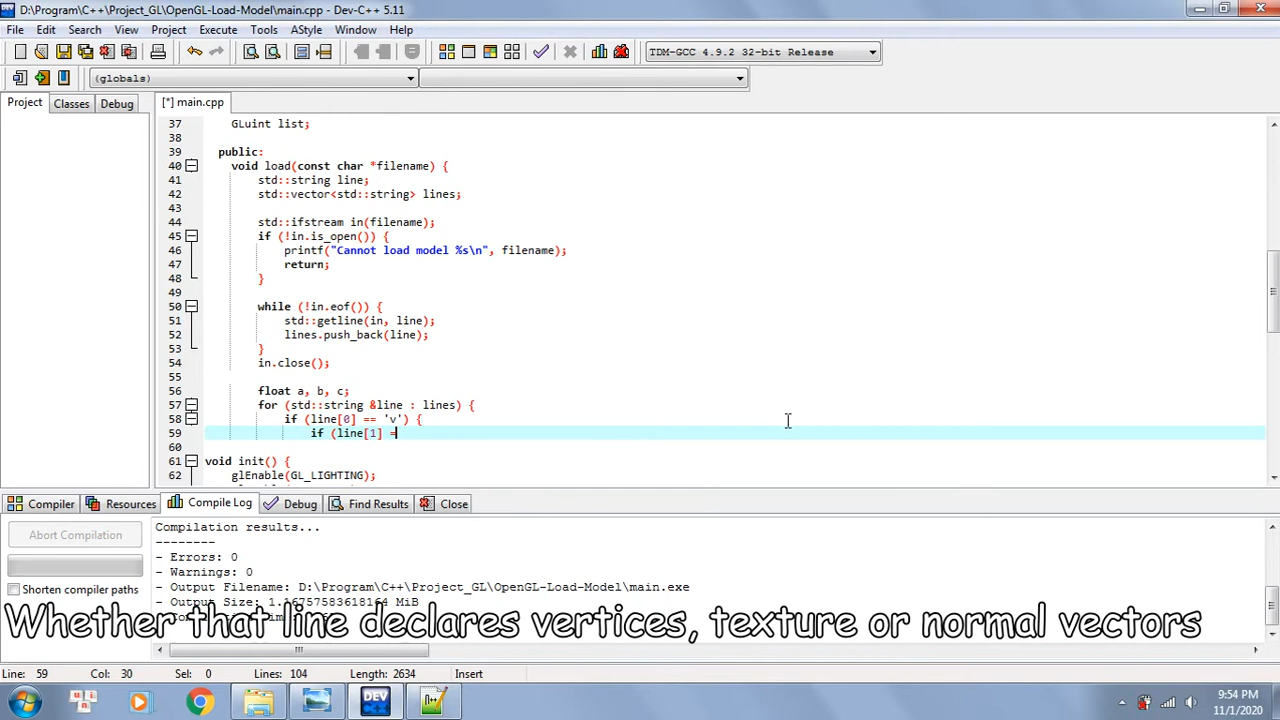 D:\Program\C++\Project_GL\OpenGL-Load-Model\main.cpp - Dev-C++ 5.11
File Edit Search View Project Execute Tools AStyle Window Help
TDM-GCC 4.9.2 32-bit Release
(globals)
Project Classes Debug
[*] main.cpp
37 GLuint list;
38
39 public:
40 void load(const char *filename) {
41 std::string line;
42 std::vector<std::string> lines;
43
44 std::ifstream in(filename);
45 if (!in.is_open()) {
46 printf("Cannot load model %s\n", filename);
47 return;
48 }
49
50 while (!in.eof()) {
51 std::getline(in, line);
52 lines.push_back(line);
53 }
54 in.close();
55
56 float a, b, c;
57 for (std::string &line : lines) {
58 if (line[0] == 'v') {
59 if (line[1] =
60
61 void init() {
62 glEnable(GL_LIGHTING);
Compiler Resources Compile Log Debug Find Results Close
Abort Compilation
Shorten compiler paths
Compilation results...
--------
- Errors: 0
- Warnings: 0
- Output Filename: D:\Program\C++\Project_GL\OpenGL-Load-Model\main.exe
- Output Size: 1.16757583618164 MiB
Whether that line declares vertices, texture or normal vectors
Line: 59 Col: 30 Sel: 0 Lines: 104 Length: 2634 Insert
DEV
9:54 PM
11/1/2020